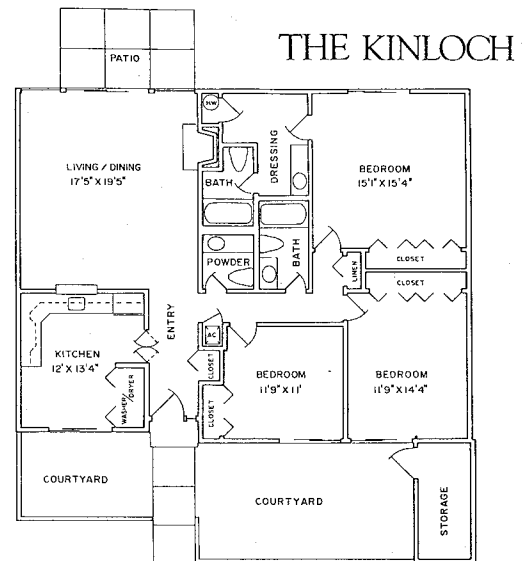 THE KINLOCH
PATIO
HW
LIVING / DINING
17'5" X 19'5"
BATH
DRESSING
BEDROOM
15'1" X 15'4"
POWDER
BATH
LINEN
CLOSET
CLOSET
ENTRY
AC
KITCHEN
12' X 13'4"
WASHER/
DRYER
CLOSET
CLOSET
BEDROOM
11'9" X 11'
BEDROOM
11'9" X 14'4"
COURTYARD
COURTYARD
STORAGE